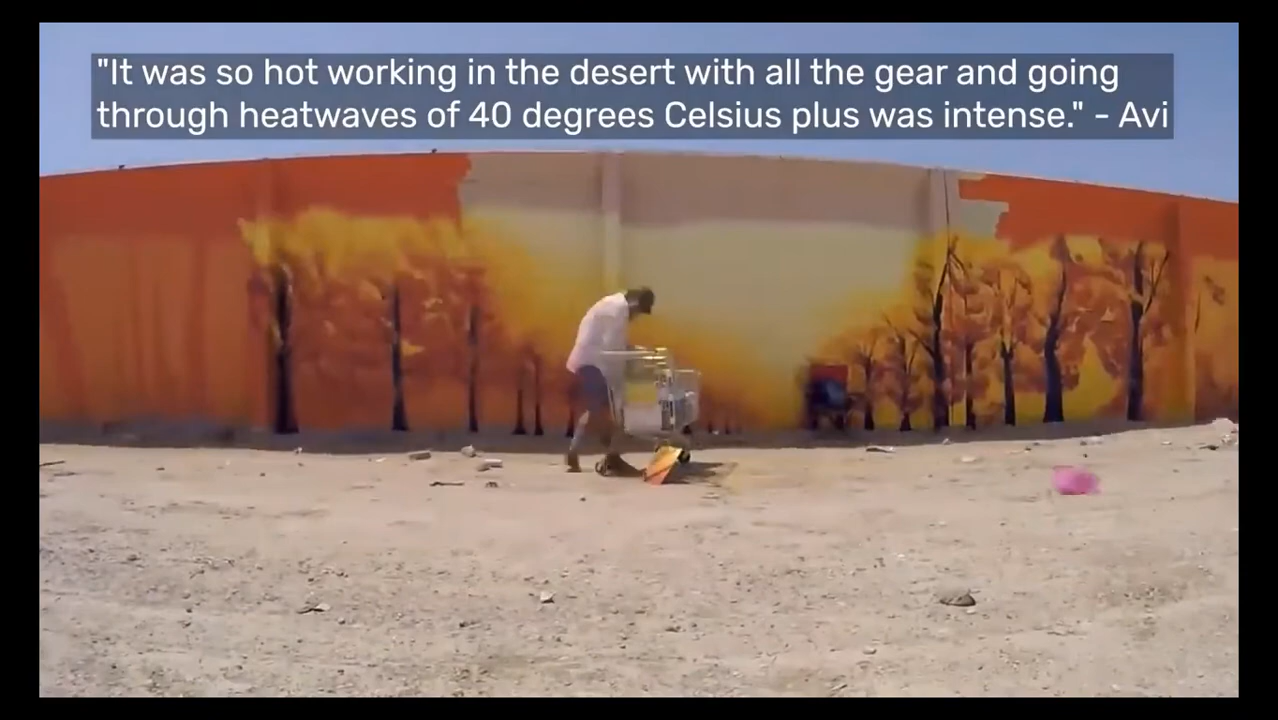 "It was so hot working in the desert with all the gear and going
through heatwaves of 40 degrees Celsius plus was intense." - Avi